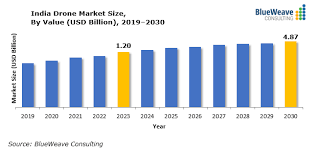 India Drone Market Size,
By Value (USD Billion), 2019–2030
BlueWeave
CONSULTING
Market Size (USD Billion)
1.20
4.87
2019 2020 2021 2022 2023 2024 2025 2026 2027 2028 2029 2030
Year
Source: BlueWeave Consulting